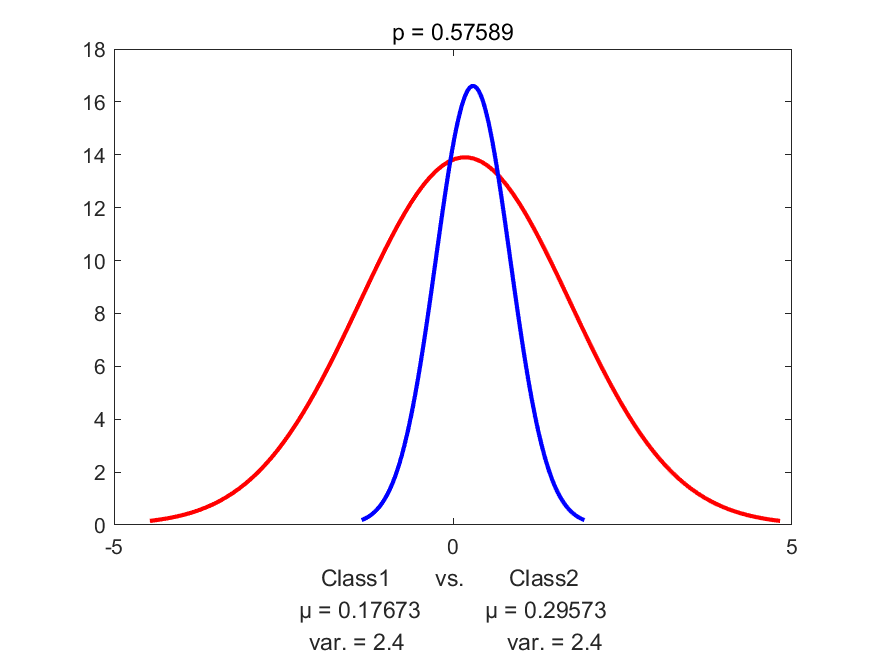 p = 0.57589
18
16
14
12
10
8
6
4
2
0
-5 0 5
Class1 vs. Class2
μ = 0.17673 μ = 0.29573
var. = 2.4 var. = 2.4